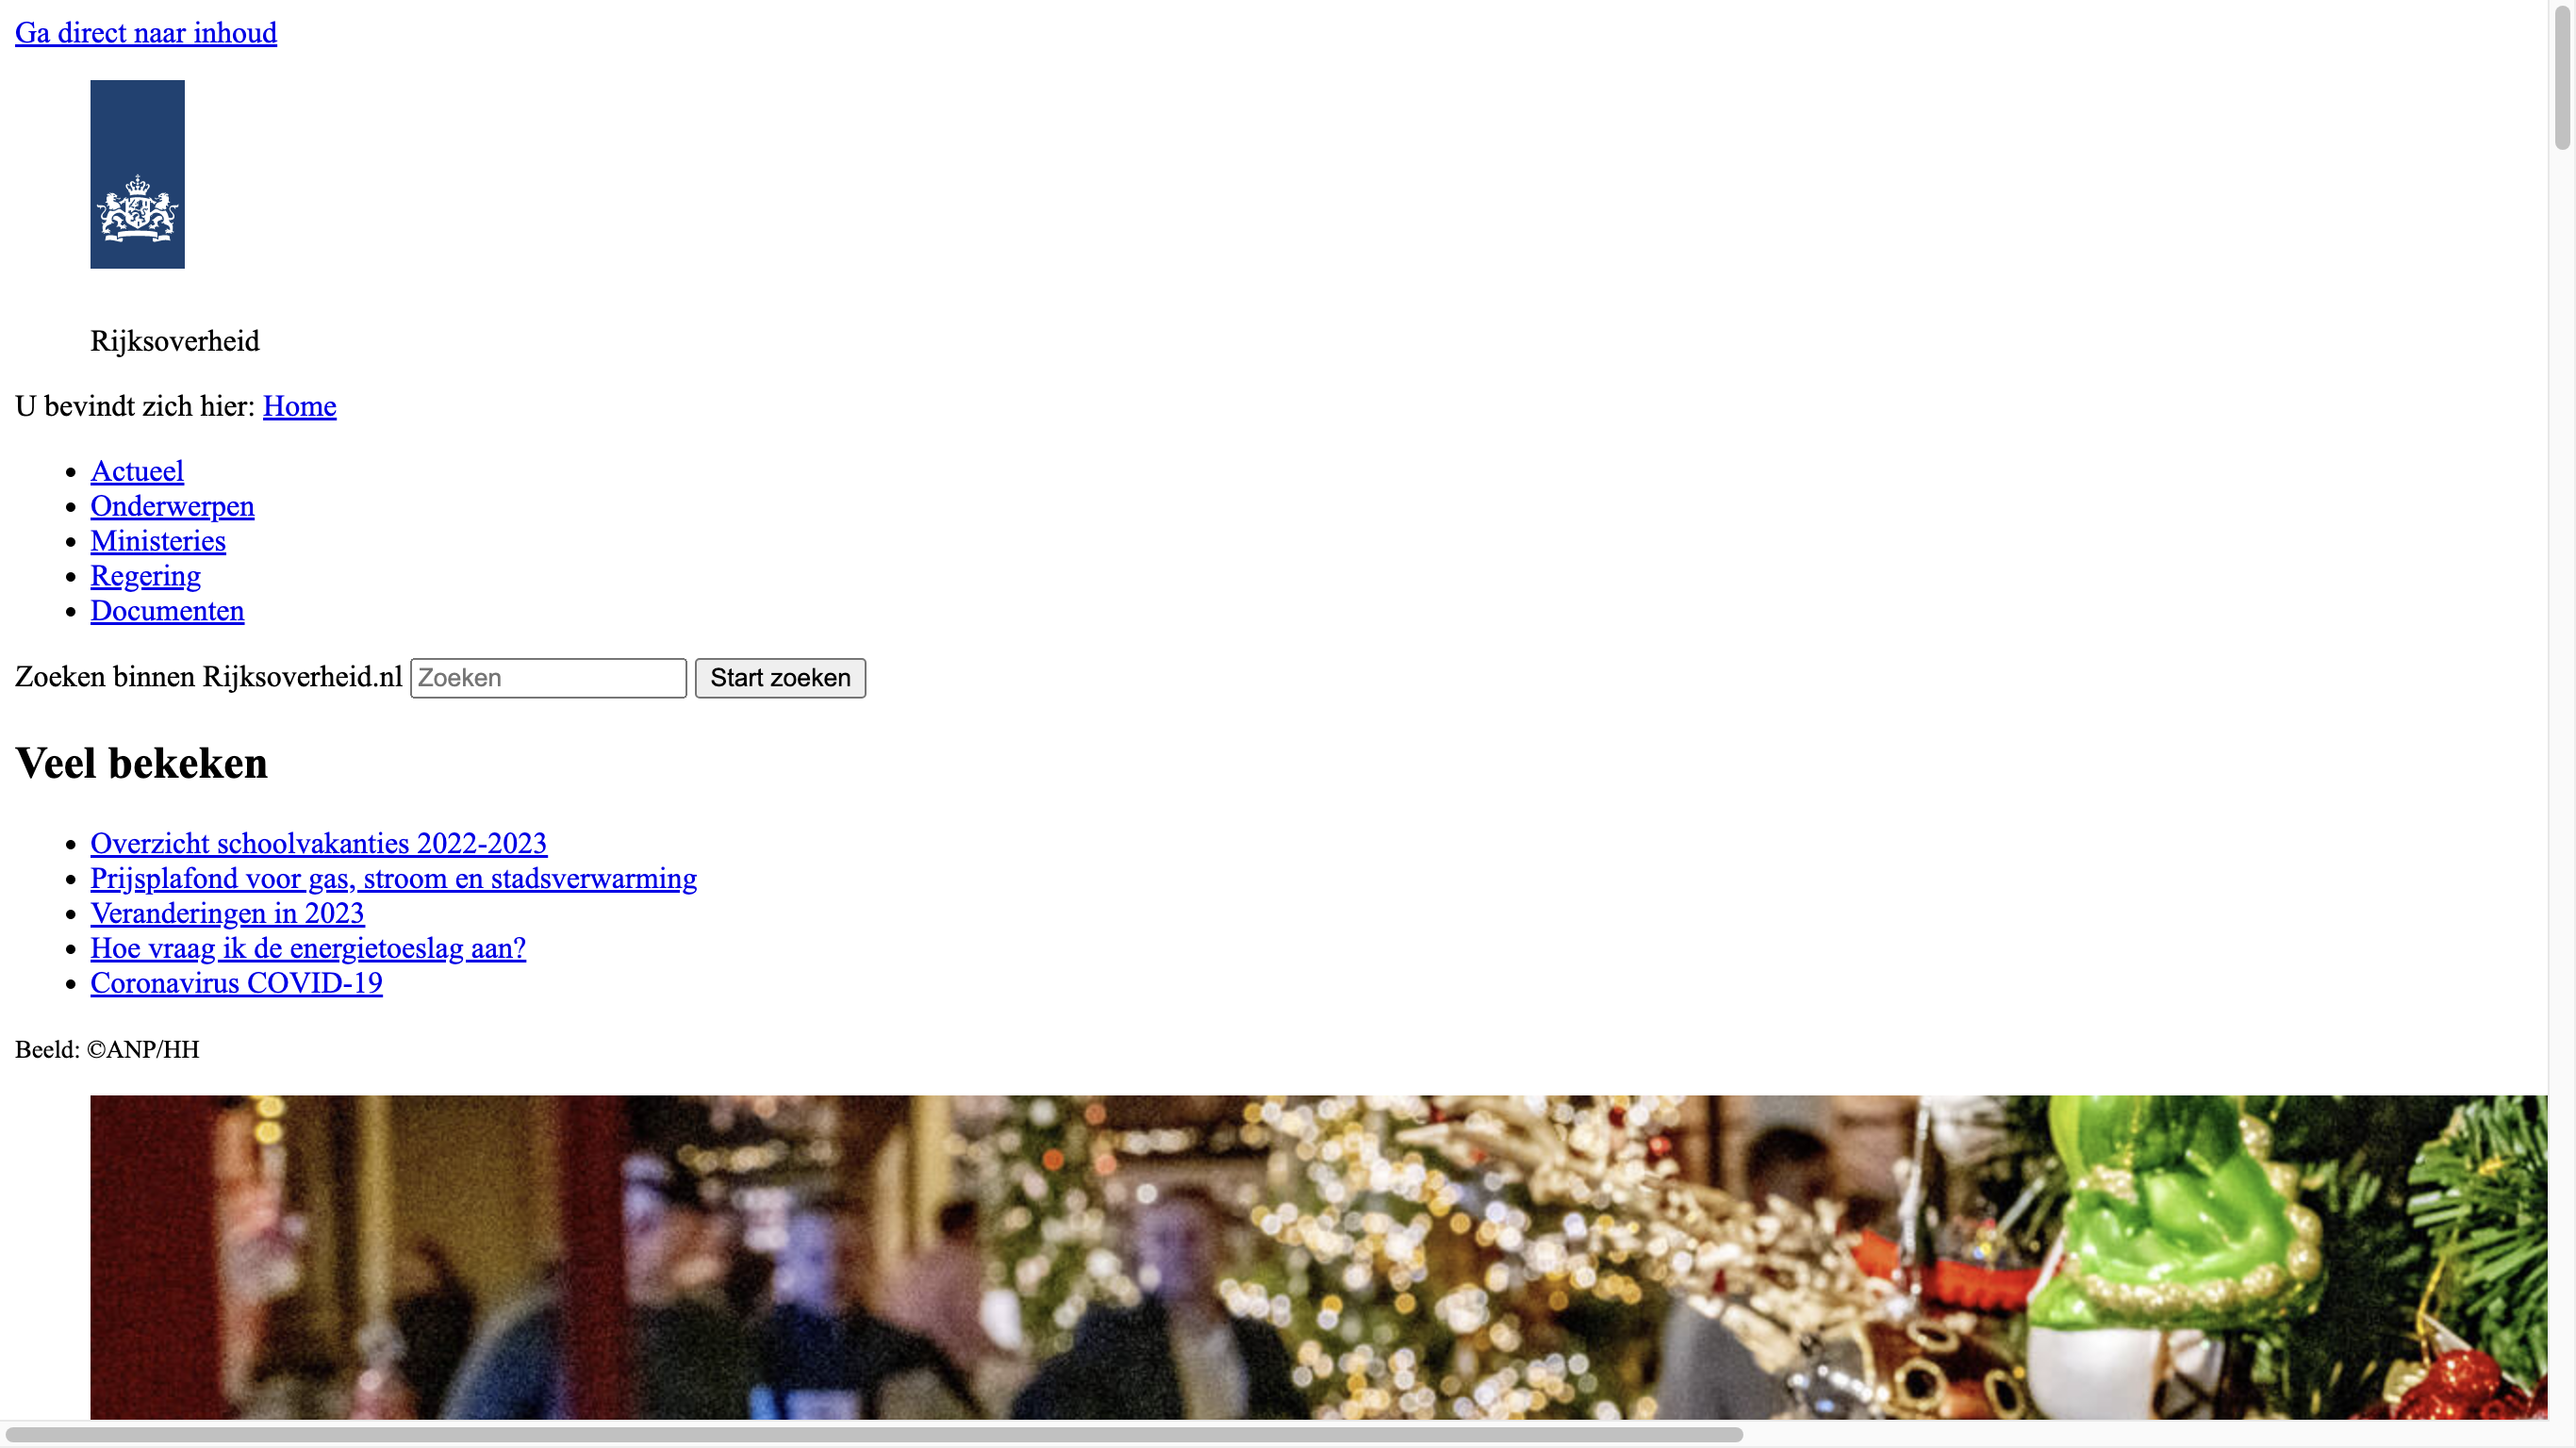 Ga direct naar inhoud
Rijksoverheid
U bevindt zich hier: Home
Actueel
Onderwerpen
Ministeries
Regering
Documenten
Zoeken binnen Rijksoverheid.nl Zoeken Start zoeken
Veel bekeken
Overzicht schoolvakanties 2022-2023
Prijsplafond voor gas, stroom en stadsverwarming
Veranderingen in 2023
Hoe vraag ik de energietoeslag aan?
Coronavirus COVID-19
Beeld: ©ANP/HH